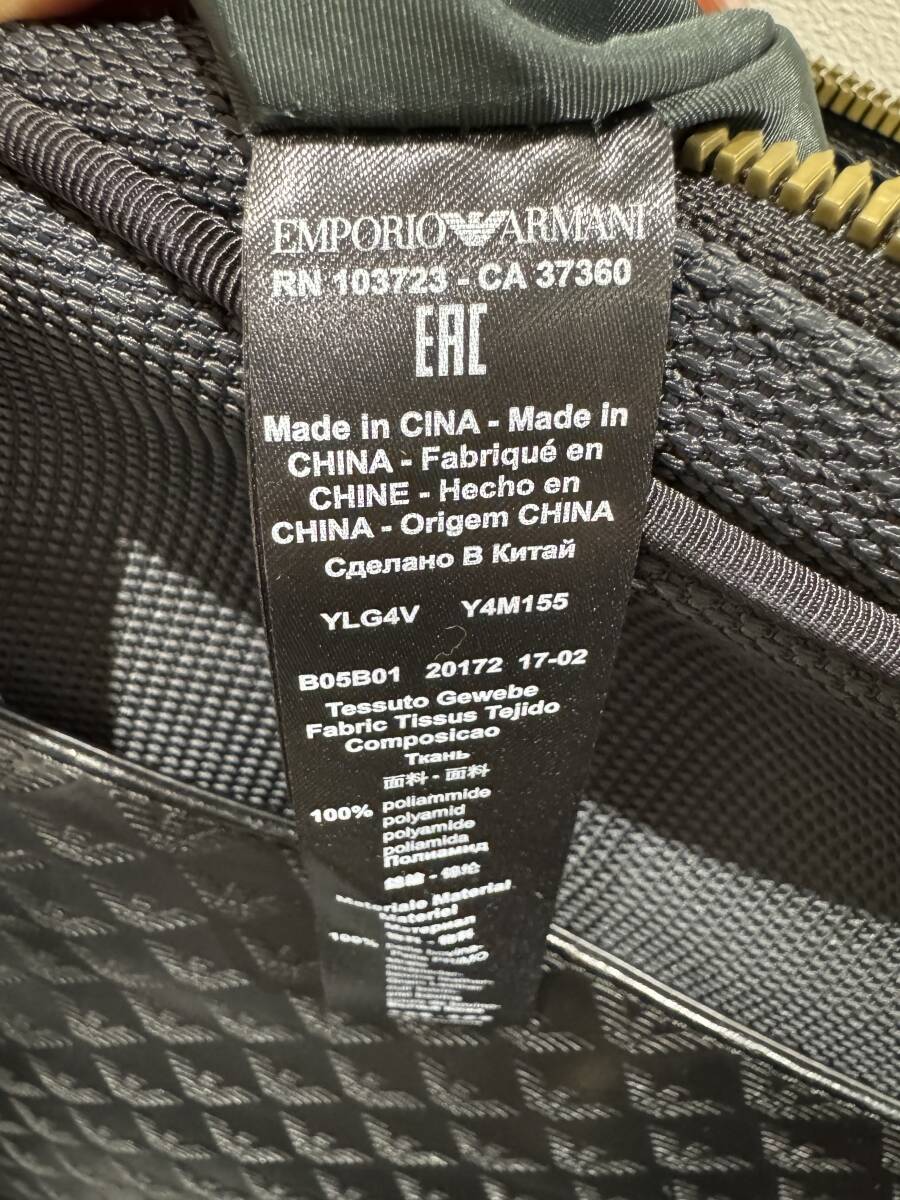 EMPORIO ARMANI
RN 103723 - CA 37360
EAC
Made in CINA - Made in
CHINA - Fabriqué en
CHINE - Hecho en
CHINA - Origem CHINA
Сделано В Китай
YLG4V Y4M155
B05B01 20172 17-02
Tessuto Gewebe
Fabric Tissus Tejido
Composicao
Ткань
面料 - 面料
100% poliammide
polyamid
polyamide
poliamida
Полиамид
Materiale Material
Materiel
100%